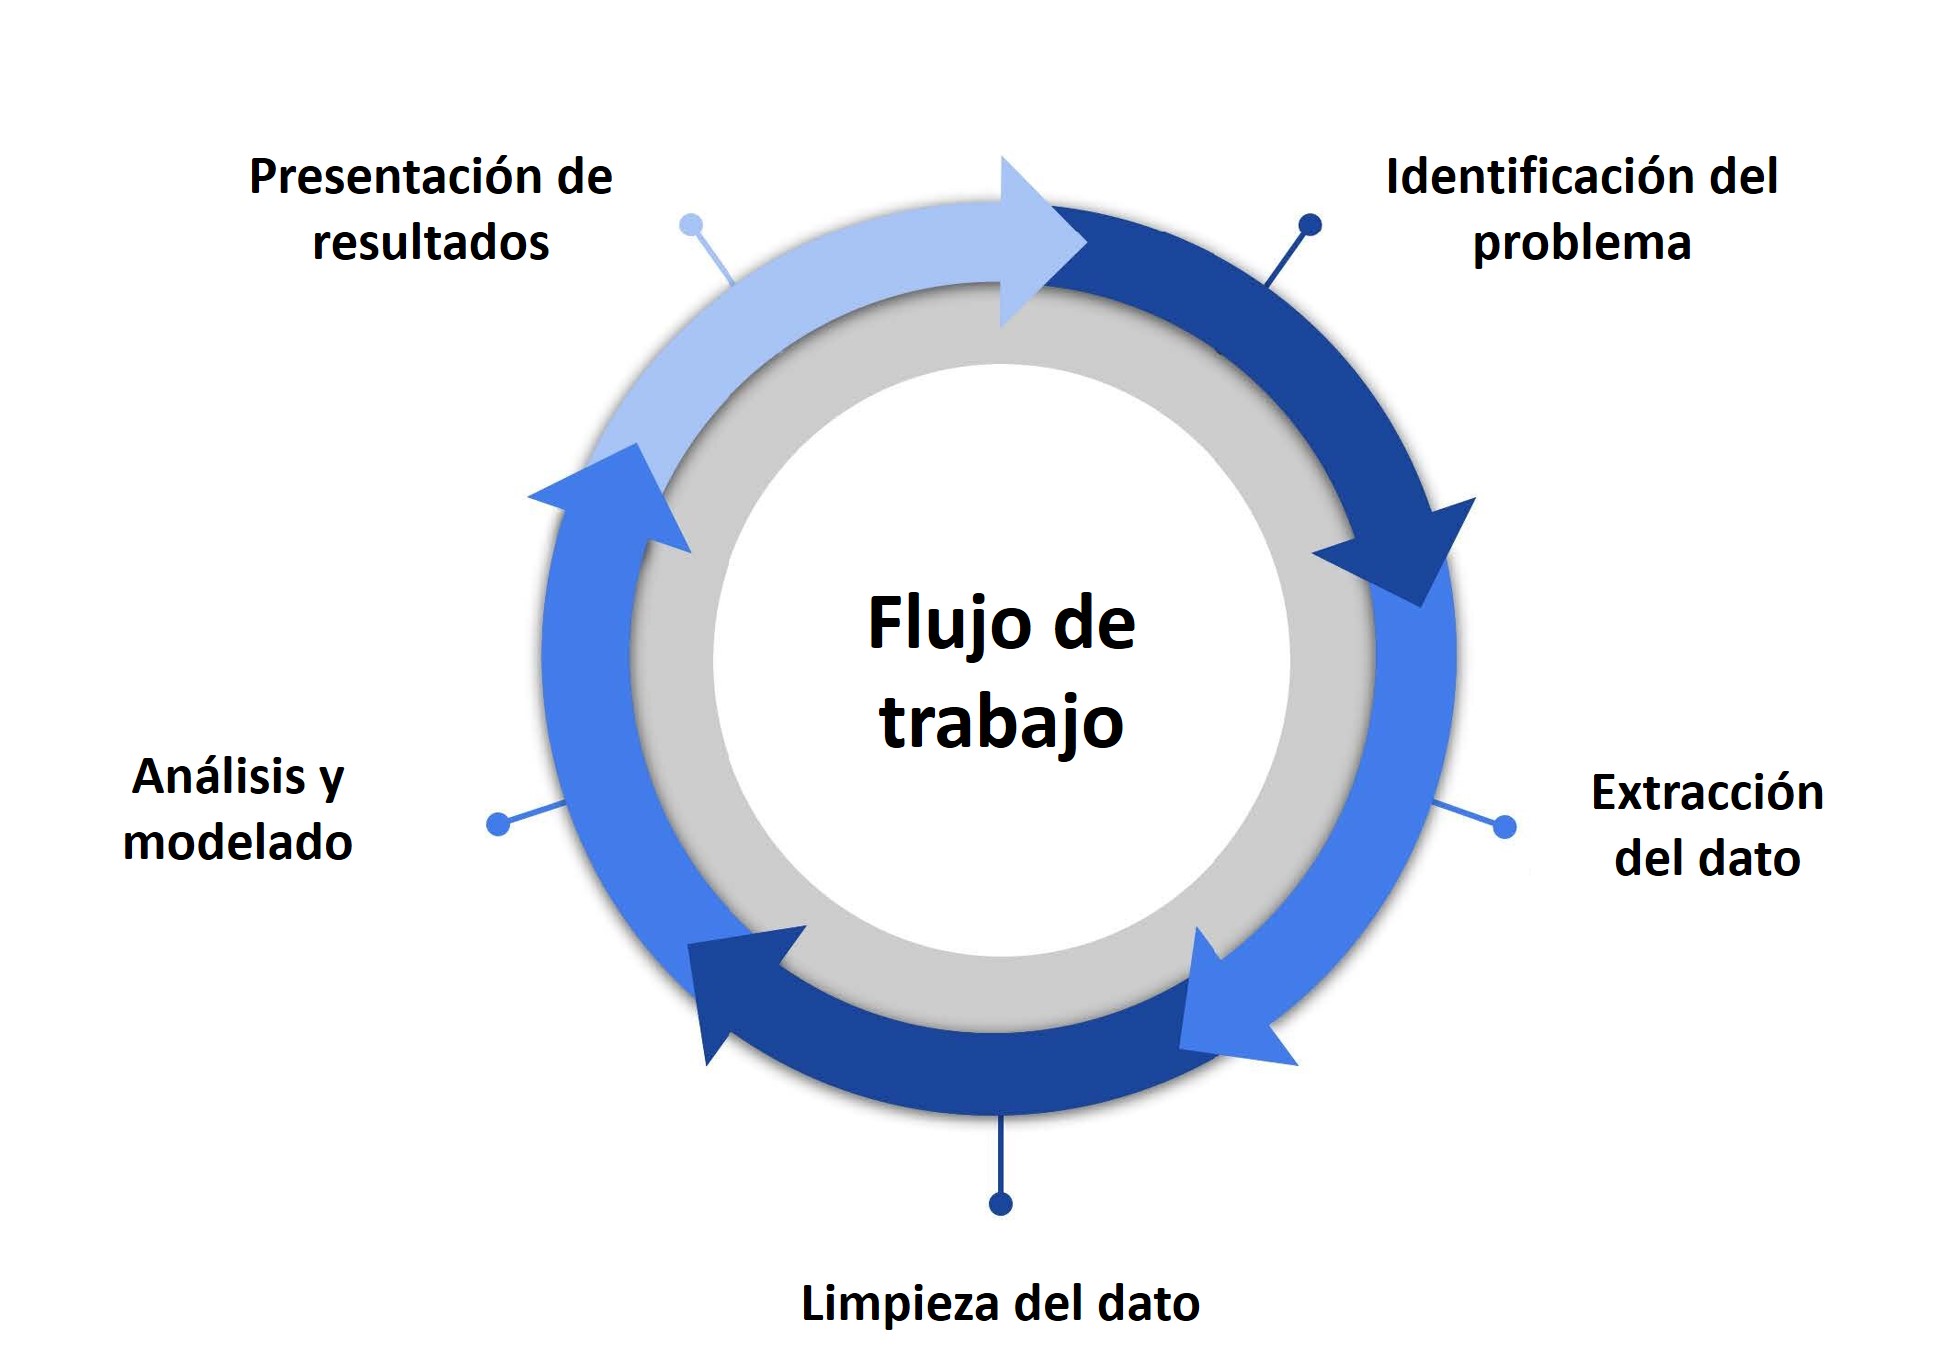 Presentación de
resultados
Identificación del
problema
Flujo de
trabajo
Análisis y
modelado
Extracción
del dato
Limpieza del dato